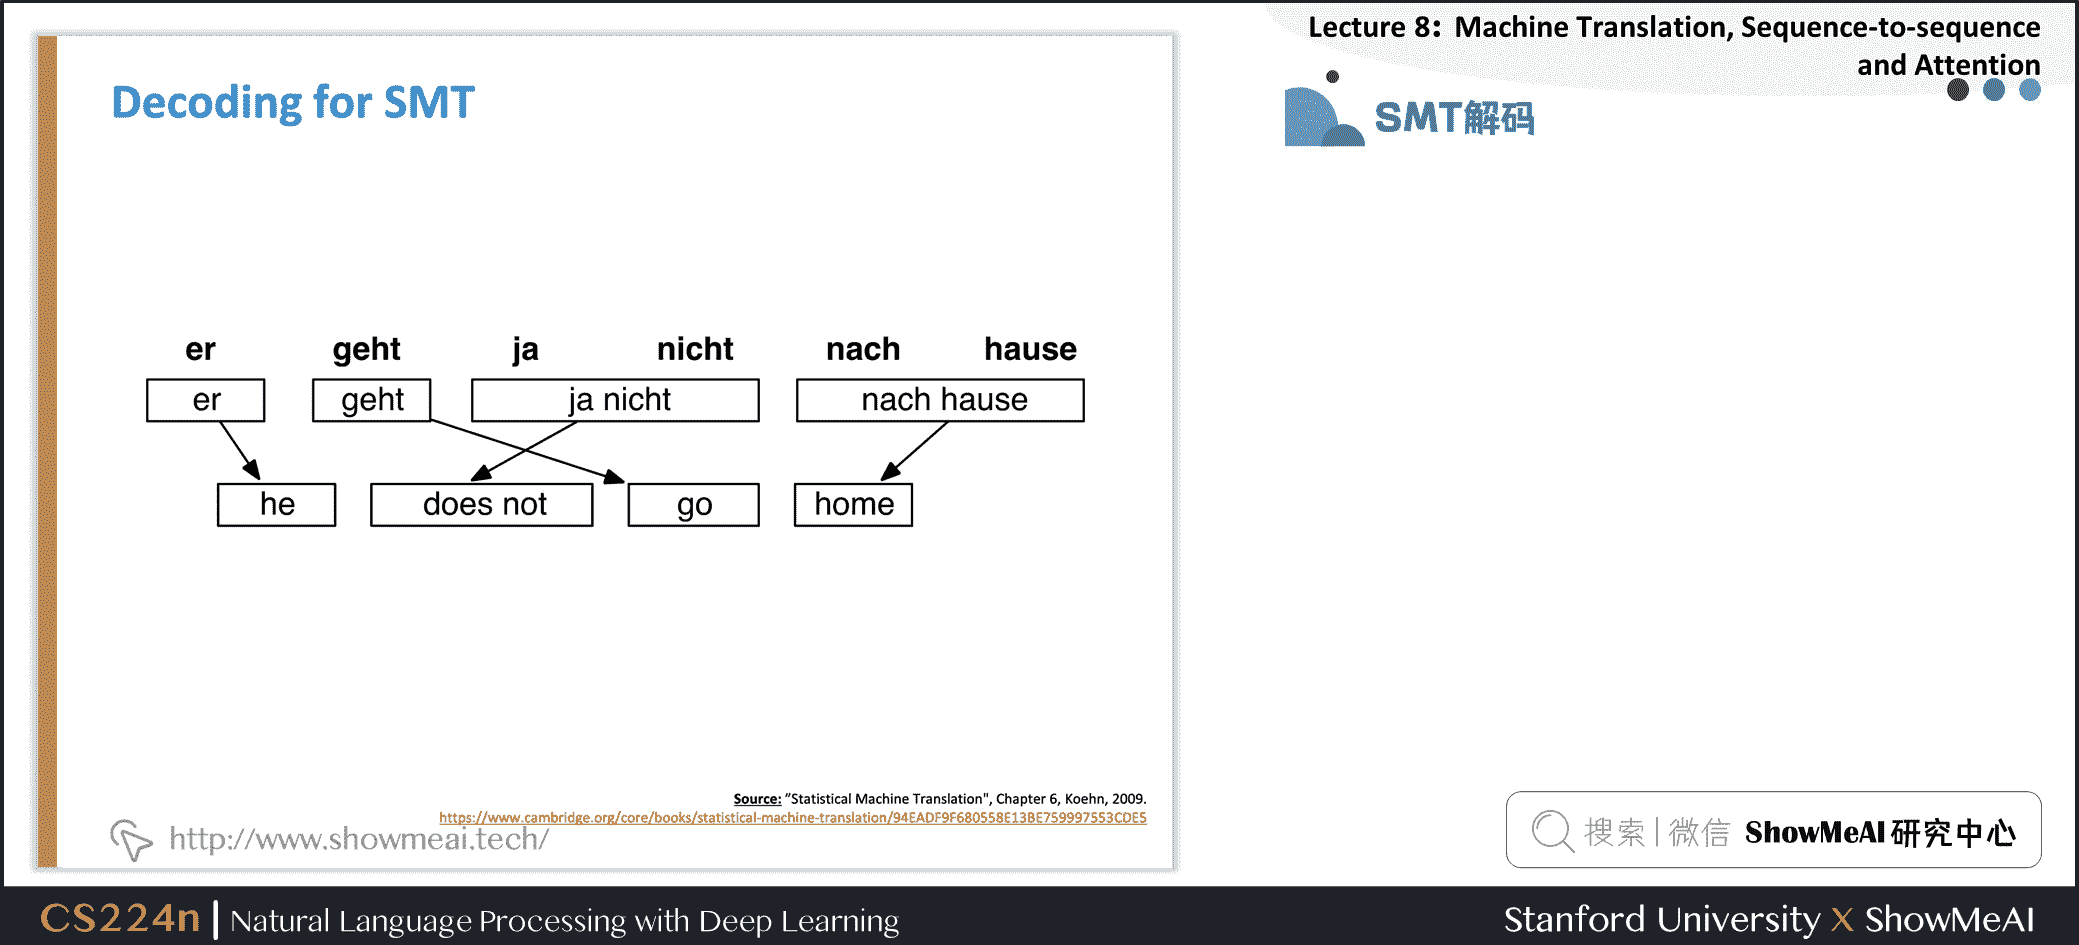 Lecture 8: Machine Translation, Sequence-to-sequence
and Attention
Decoding for SMT
SMT解码
er geht ja nicht nach hause
er geht ja nicht nach hause
he does not go home
Source: ”Statistical Machine Translation", Chapter 6, Koehn, 2009.
https://www.cambridge.org/core/books/statistical-machine-translation/94EADF9F680558E13BE759997553CDE5
http://www.showmeai.tech/
搜索|微信 ShowMeAI 研究中心
CS224n | Natural Language Processing with Deep Learning
Stanford University X ShowMeAI